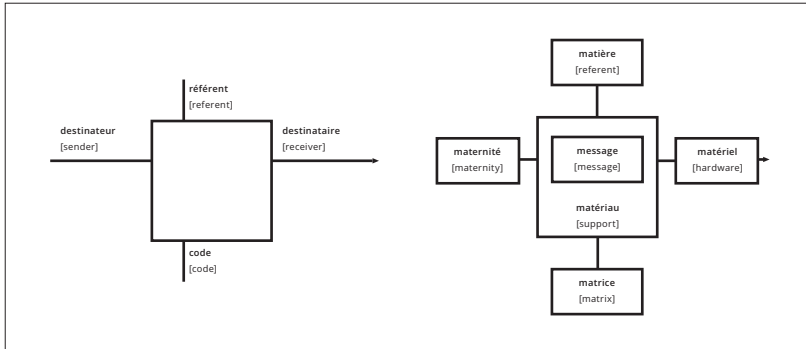 référent
[referent]
destinateur
[sender]
destinataire
[receiver]
code
[code]
matière
[referent]
maternité
[maternity]
message
[message]
matériel
[hardware]
matériau
[support]
matrice
[matrix]